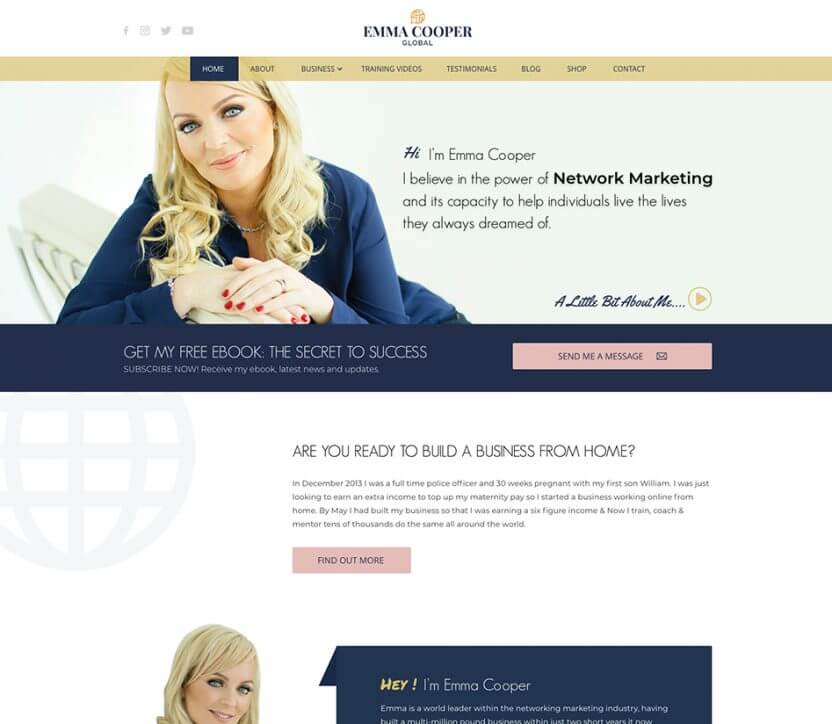 EMMA COOPER
GLOBAL
HOME ABOUT BUSINESS TRAINING VIDEOS TESTIMONIALS BLOG SHOP CONTACT
Hi I'm Emma Cooper
I believe in the power of Network Marketing
and its capacity to help individuals live the lives
they always dreamed of.
A Little Bit About Me....
GET MY FREE EBOOK: THE SECRET TO SUCCESS
SUBSCRIBE NOW! Receive my ebook, latest news and updates.
SEND ME A MESSAGE
ARE YOU READY TO BUILD A BUSINESS FROM HOME?
In December 2013 I was a full time police officer and 30 weeks pregnant with my first son William. I was just
looking to earn an extra income to top up my maternity pay so I started a business working online from
home. By May I had built my business so that I was earning a six figure income & Now I train, coach &
mentor tens of thousands do the same all around the world.
FIND OUT MORE
Hey ! I'm Emma Cooper
Emma is a world leader within the networking marketing industry, having
built a multi-million pound business within just two short years it now